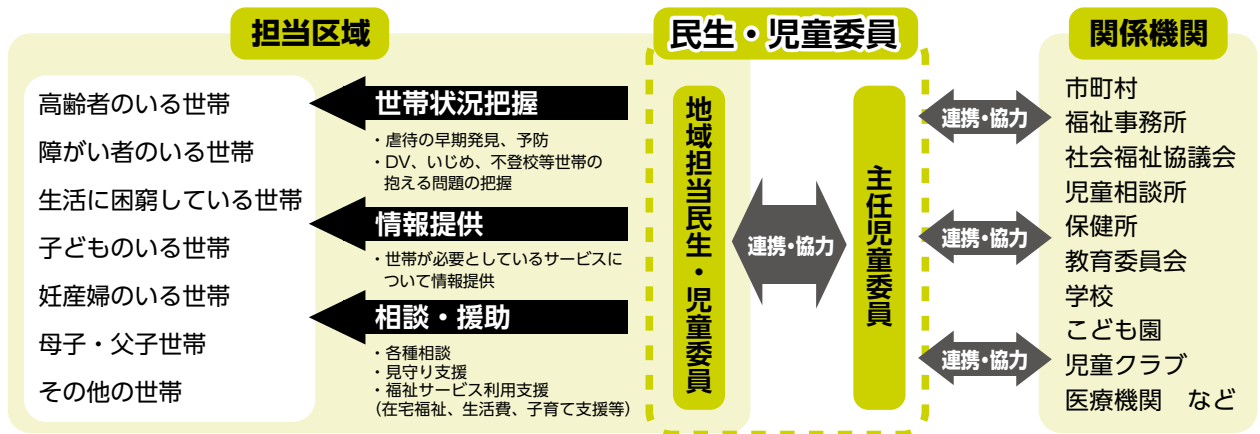 担当区域
高齢者のいる世帯
障がい者のいる世帯
生活に困窮している世帯
子どものいる世帯
妊産婦のいる世帯
母子・父子世帯
その他の世帯
世帯状況把握
・虐待の早期発見、予防
・DV、いじめ、不登校等世帯の
抱える問題の把握
情報提供
・世帯が必要としているサービスに
ついて情報提供
相談・援助
・各種相談
・見守り支援
・福祉サービス利用支援
(在宅福祉、生活費、子育て支援等)
民生・児童委員
地域担当民生・児童委員
連携・協力
主任児童委員
連携・協力
連携・協力
連携・協力
関係機関
市町村
福祉事務所
社会福祉協議会
児童相談所
保健所
教育委員会
学校
こども園
児童クラブ
医療機関　など